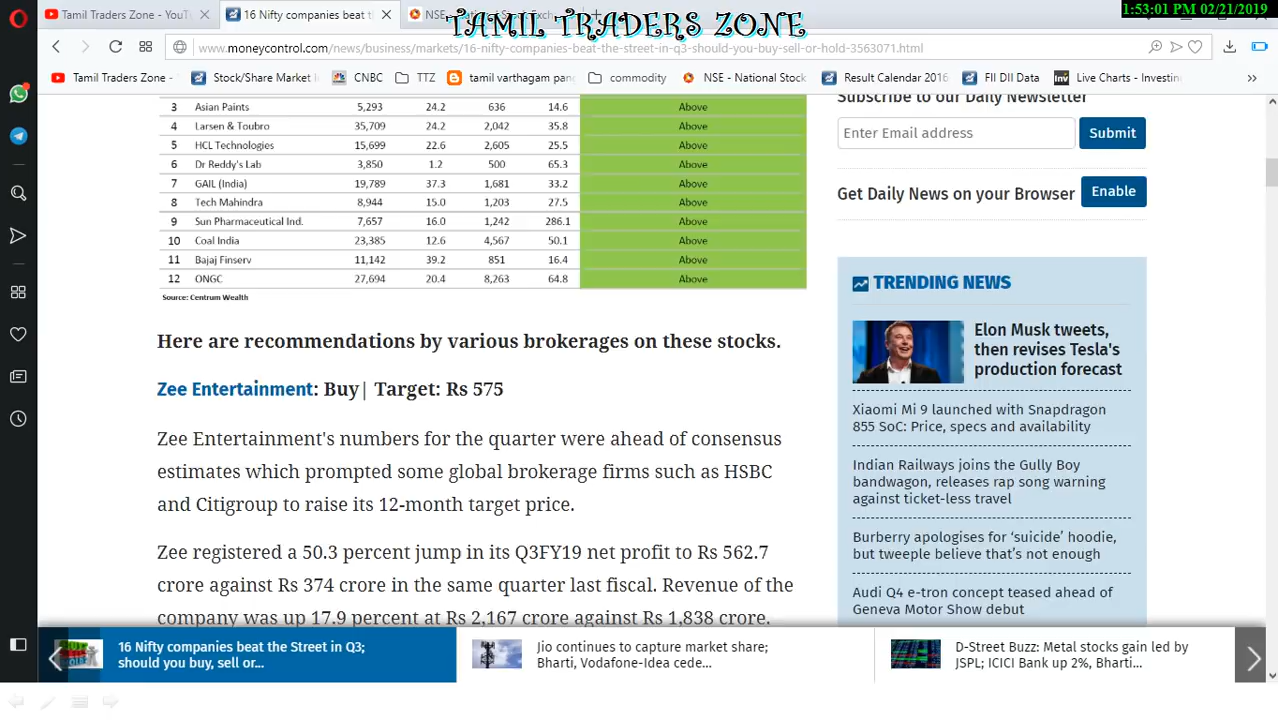 1:53:01 PM 02/21/2019
Tamil Traders Zone - YouT
16 Nifty companies beat t
NSE
TAMIL TRADERS ZONE
www.moneycontrol.com/news/business/markets/16-nifty-companies-beat-the-street-in-q3-should-you-buy-sell-or-hold-3563071.html
Tamil Traders Zone -
Stock/Share Market
CNBC
TTZ
tamil varthagam pan
commodity
NSE - National Stock
Result Calendar 2016
FII DII Data
Live Charts - Investin
3 Asian Paints 5,293 24.2 636 14.6 Above
4 Larsen & Toubro 35,709 24.2 2,042 35.8 Above
5 HCL Technologies 15,699 22.6 2,605 25.5 Above
6 Dr Reddy's Lab 3,850 1.2 500 65.3 Above
7 GAIL (India) 19,789 37.3 1,681 33.2 Above
8 Tech Mahindra 8,944 15.0 1,203 27.5 Above
9 Sun Pharmaceutical Ind. 7,657 16.0 1,242 286.1 Above
10 Coal India 23,385 12.6 4,567 50.1 Above
11 Bajaj Finserv 11,142 39.2 851 16.4 Above
12 ONGC 27,694 20.4 8,263 64.8 Above
Source: Centrum Wealth
Here are recommendations by various brokerages on these stocks.
Zee Entertainment: Buy| Target: Rs 575
Zee Entertainment's numbers for the quarter were ahead of consensus
estimates which prompted some global brokerage firms such as HSBC
and Citigroup to raise its 12-month target price.
Zee registered a 50.3 percent jump in its Q3FY19 net profit to Rs 562.7
crore against Rs 374 crore in the same quarter last fiscal. Revenue of the
company was up 17.9 percent at Rs 2,167 crore against Rs 1,838 crore.
Subscribe to our Daily Newsletter
Enter Email address
Submit
Get Daily News on your Browser
Enable
TRENDING NEWS
Elon Musk tweets,
then revises Tesla's
production forecast
Xiaomi Mi 9 launched with Snapdragon
855 SoC: Price, specs and availability
Indian Railways joins the Gully Boy
bandwagon, releases rap song warning
against ticket-less travel
Burberry apologises for ‘suicide’ hoodie,
but tweeple believe that’s not enough
Audi Q4 e-tron concept teased ahead of
Geneva Motor Show debut
16 Nifty companies beat the Street in Q3;
should you buy, sell or...
Jio continues to capture market share;
Bharti, Vodafone-Idea cede...
D-Street Buzz: Metal stocks gain led by
JSPL; ICICI Bank up 2%, Bharti...